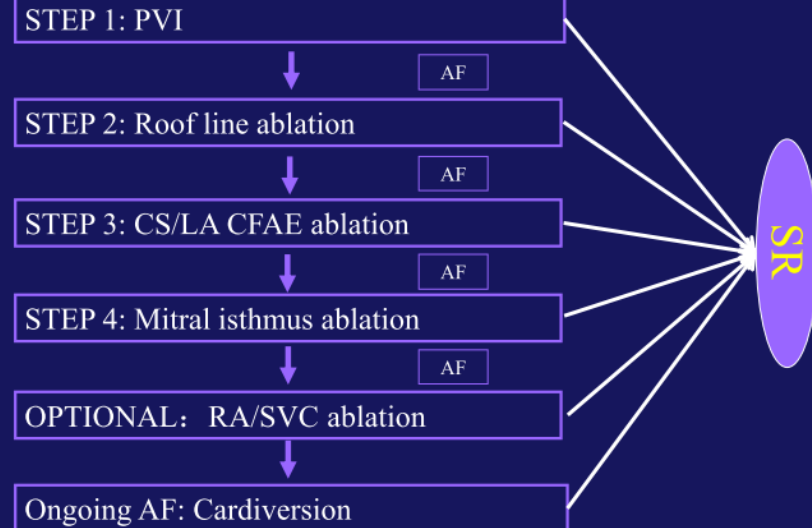 STEP 1: PVI
AF
STEP 2: Roof line ablation
AF
STEP 3: CS/LA CFAE ablation
AF
STEP 4: Mitral isthmus ablation
AF
OPTIONAL： RA/SVC ablation
Ongoing AF: Cardiversion
SR